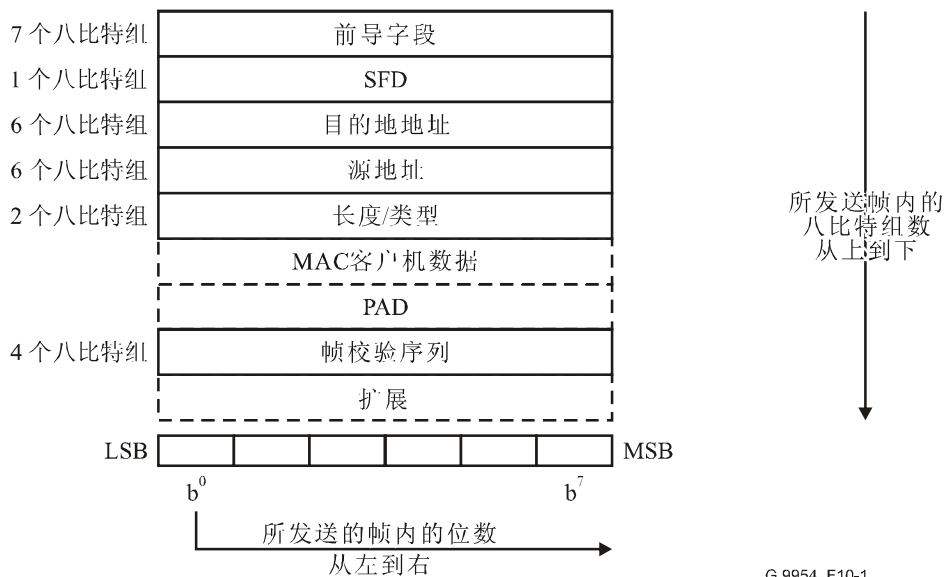 7 个八比特组 前导字段
1 个八比特组 SFD
6 个八比特组 目的地地址
6 个八比特组 源地址
2 个八比特组 长度/类型
MAC客户机数据
PAD
4 个八比特组 帧校验序列
扩展
LSB MSB
b0 b7
所发送的帧内的位数
从左到右
所发送帧内的
八比特组数
从上到下
G.9954_F10-1